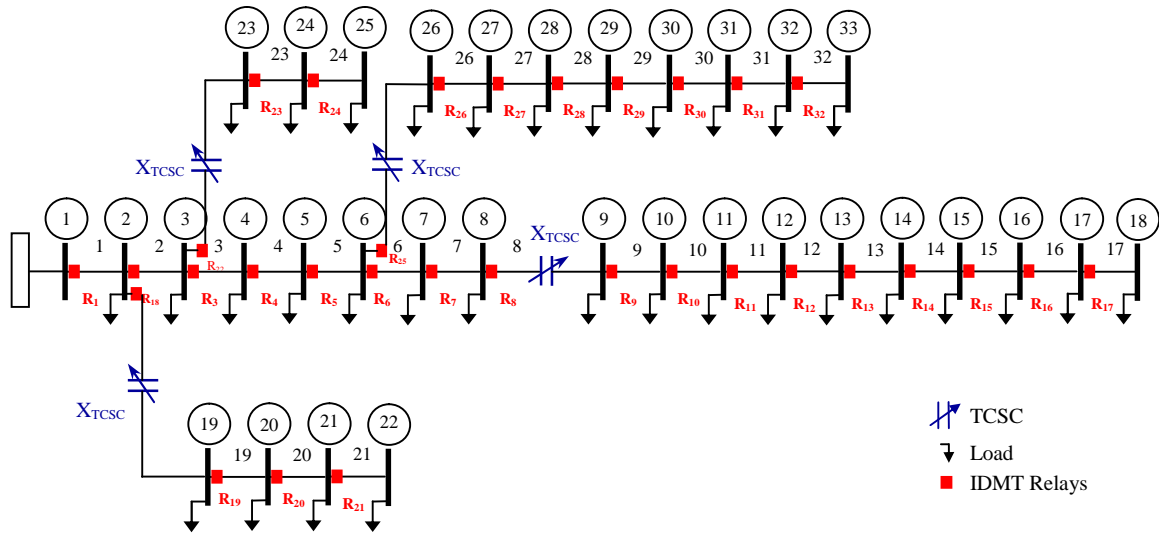 23 24 25
23 24
R23 R24
26 27 28 29 30 31 32 33
26 27 28 29 30 31 32
R26 R27 R28 R29 R30 R31 R32
XTCSC XTCSC
1 2 3 4 5 6 7 8
XTCSC
9 10 11 12 13 14 15 16 17 18
1 2 3 4 5 6 7 8
9 10 11 12 13 14 15 16 17
R22 R25
R1 R18 R3 R4 R5 R6 R7 R8
R9 R10 R11 R12 R13 R14 R15 R16 R17
XTCSC
19 20 21 22
19 20 21
R19 R20 R21
TCSC
Load
IDMT Relays